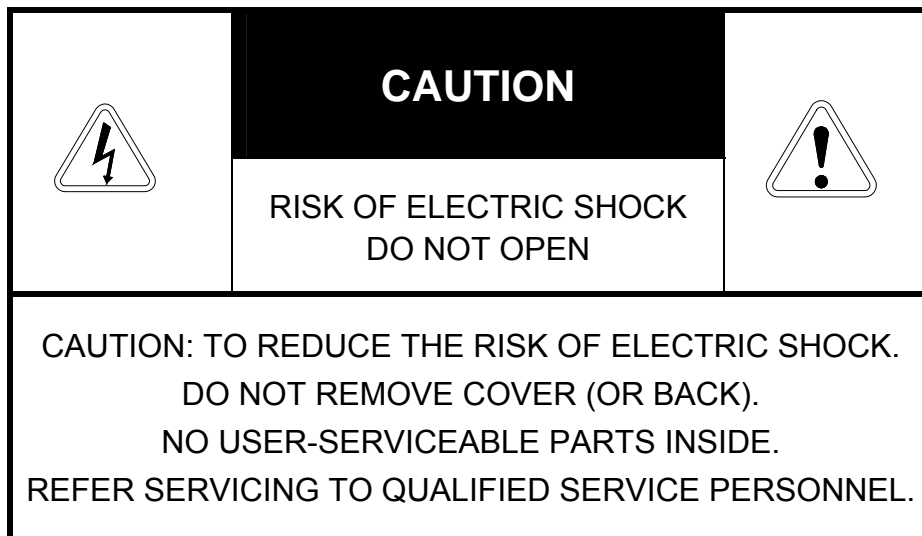 CAUTION
RISK OF ELECTRIC SHOCK
DO NOT OPEN
CAUTION: TO REDUCE THE RISK OF ELECTRIC SHOCK.
DO NOT REMOVE COVER (OR BACK).
NO USER-SERVICEABLE PARTS INSIDE.
REFER SERVICING TO QUALIFIED SERVICE PERSONNEL.